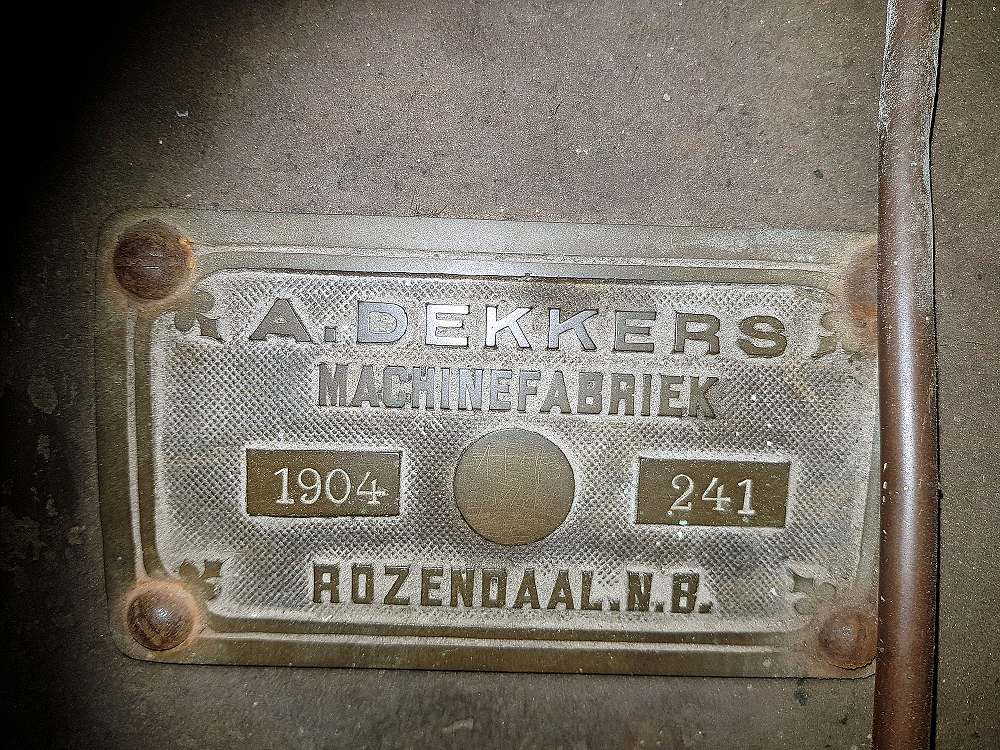 A. DEKKERS
MACHINEFABRIEK
1904 241
ROZENDAAL. N. B.